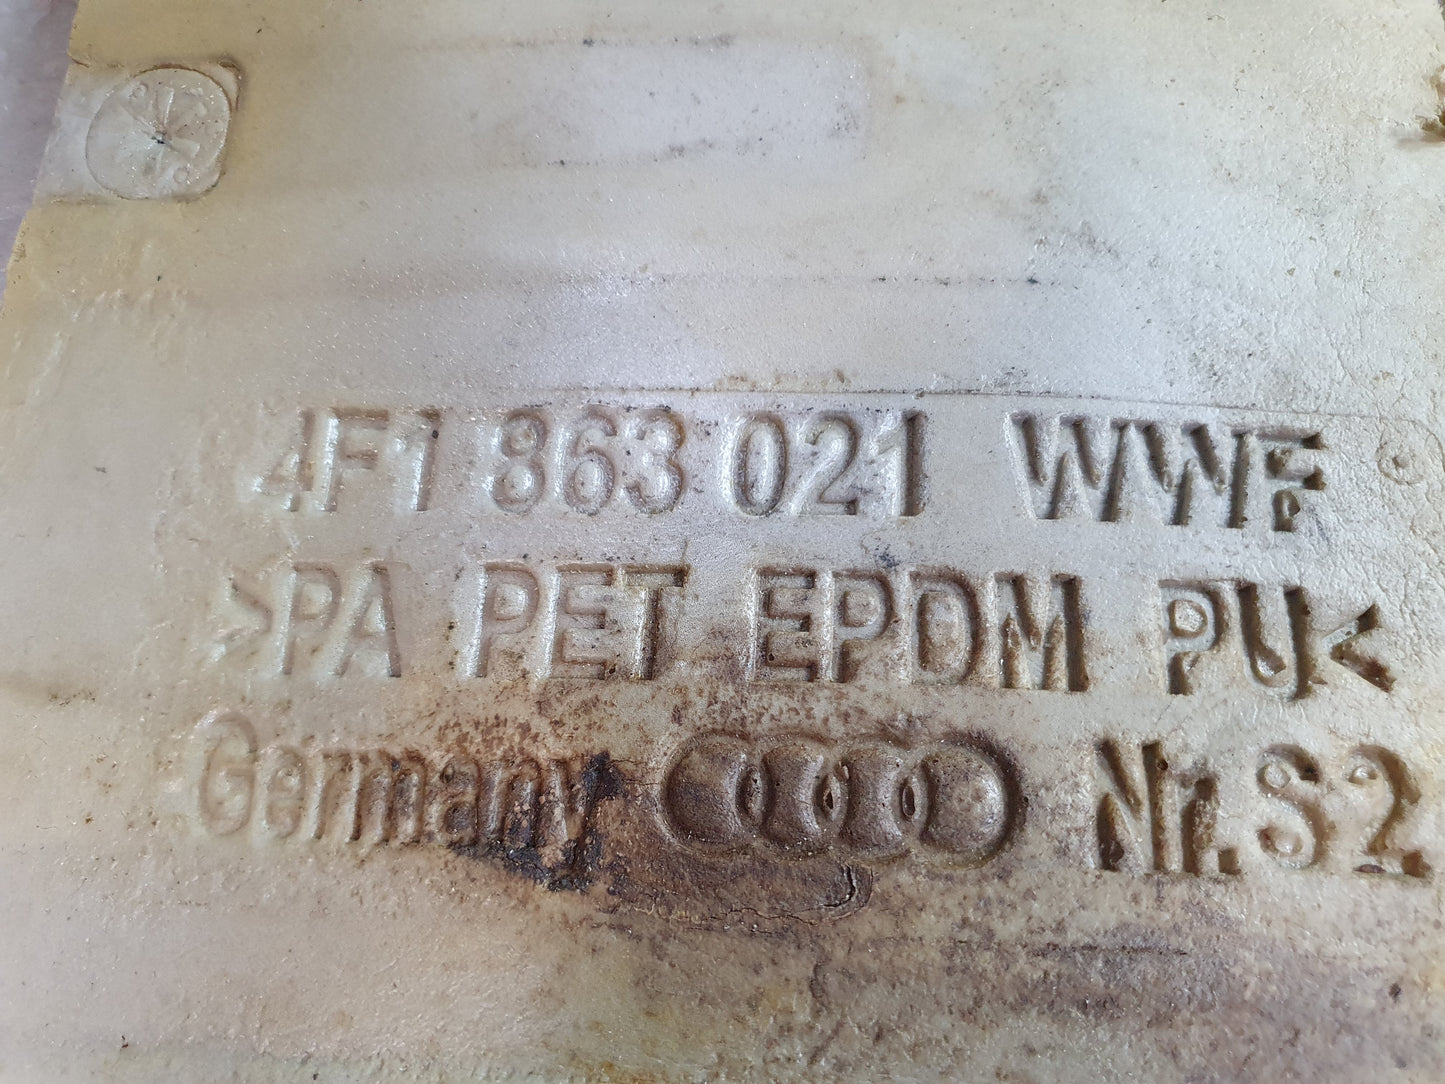 4F1 863 021 WWF
>PA PET EPDM PU<
Germany Nr.S2